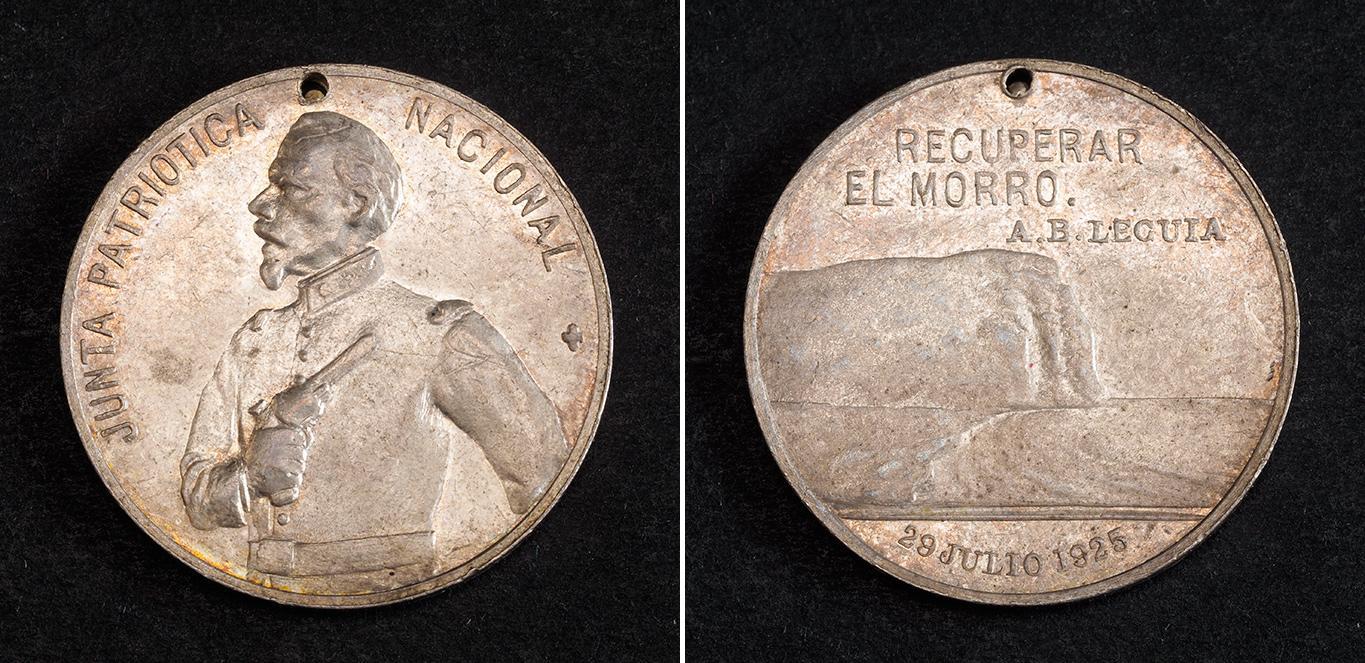 JUNTA PATRIOTICA NACIONAL
RECUPERAR
EL MORRO.
A.B.LEGUIA
29 JULIO 1925